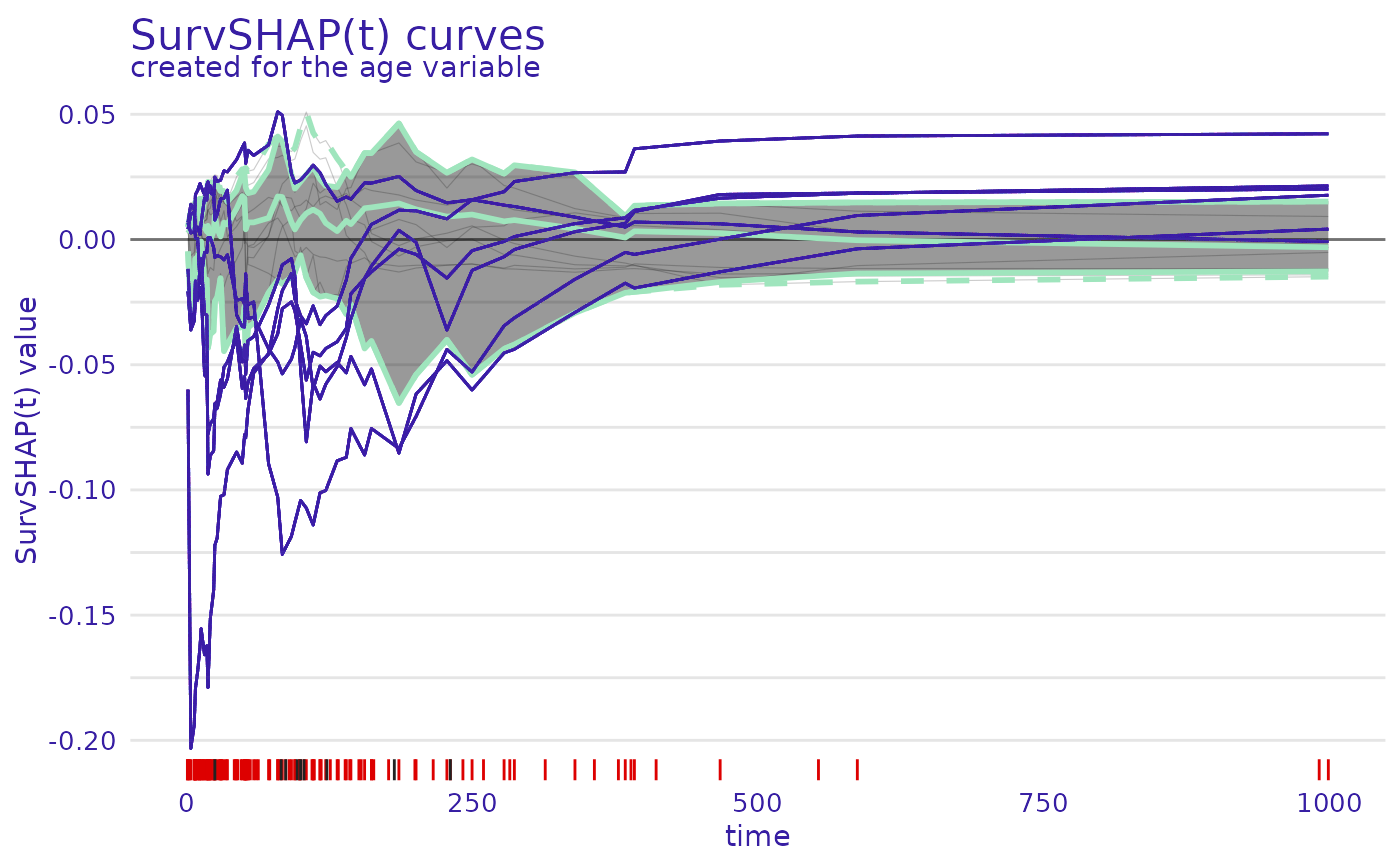 SurvSHAP(t) curves
created for the age variable
SurvSHAP(t) value
0.05
0.00
-0.05
-0.10
-0.15
-0.20
0 250 500 750 1000
time